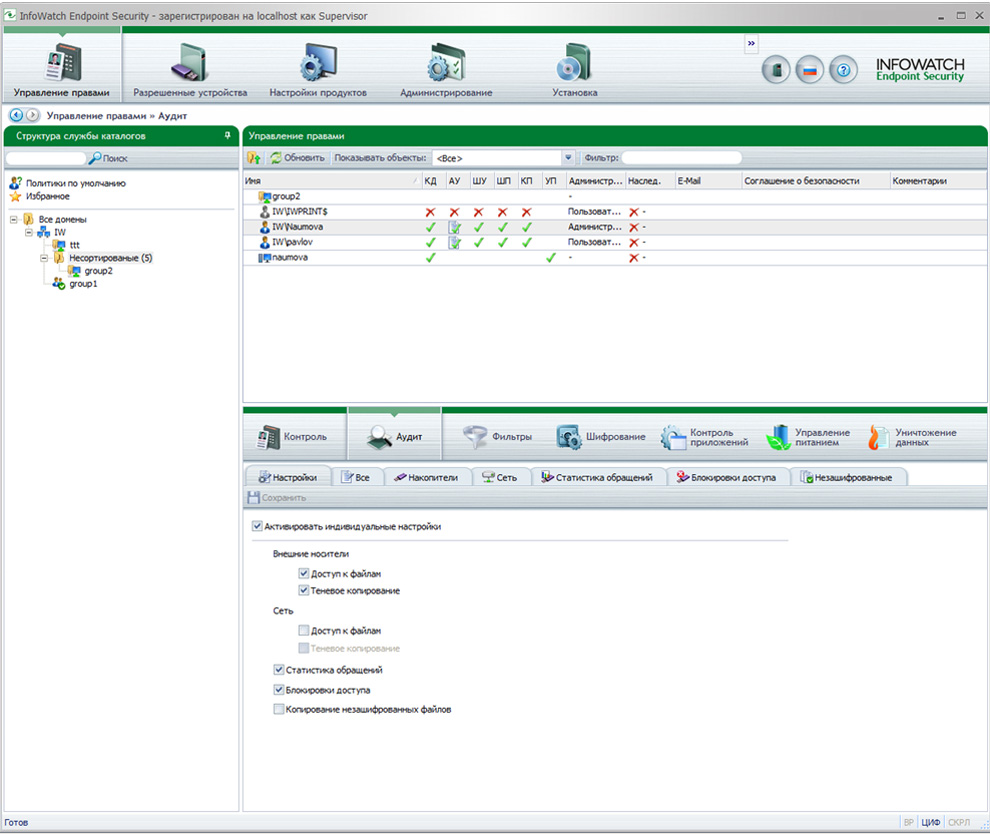 InfoWatch Endpoint Security - зарегистрирован на localhost как Supervisor
Управление правами
Разрешенные устройства
Настройки продуктов
Администрирование
Установка
»
INFOWATCH
Endpoint Security
Управление правами » Аудит
Структура службы каталогов
Поиск
Политики по умолчанию
Избранное
Все домены
IW
ttt
Несортированые (5)
group2
group1
Управление правами
Обновить Показывать объекты: <Все> Фильтр:
Имя КД АУ ШУ ШП КП УП Администр... Наслед. E-Mail Соглашение о безопасности Комментарии
group2 -
IW\IWPRINT$ Пользоват... -
IW\Naumova Администр... -
IW\pavlov Пользоват... -
naumova - -
Контроль
Аудит
Фильтры
Шифрование
Контроль
приложений
Управление
питанием
Уничтожение
данных
Настройки Все Накопители Сеть Статистика обращений Блокировки доступа Незашифрованные
Сохранить
Активировать индивидуальные настройки
Внешние носители
Доступ к файлам
Теневое копирование
Сеть
Доступ к файлам
Теневое копирование
Статистика обращений
Блокировки доступа
Копирование незашифрованных файлов
Готов ВР ЦИФ СКРЛ